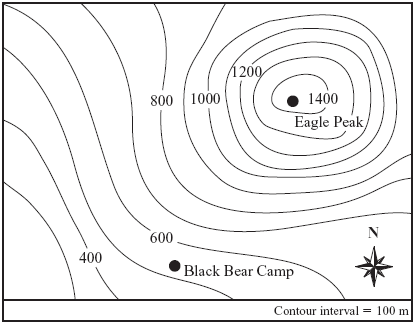 1200
800 1000 1400
Eagle Peak
N
600
400
Black Bear Camp
Contour interval = 100 m